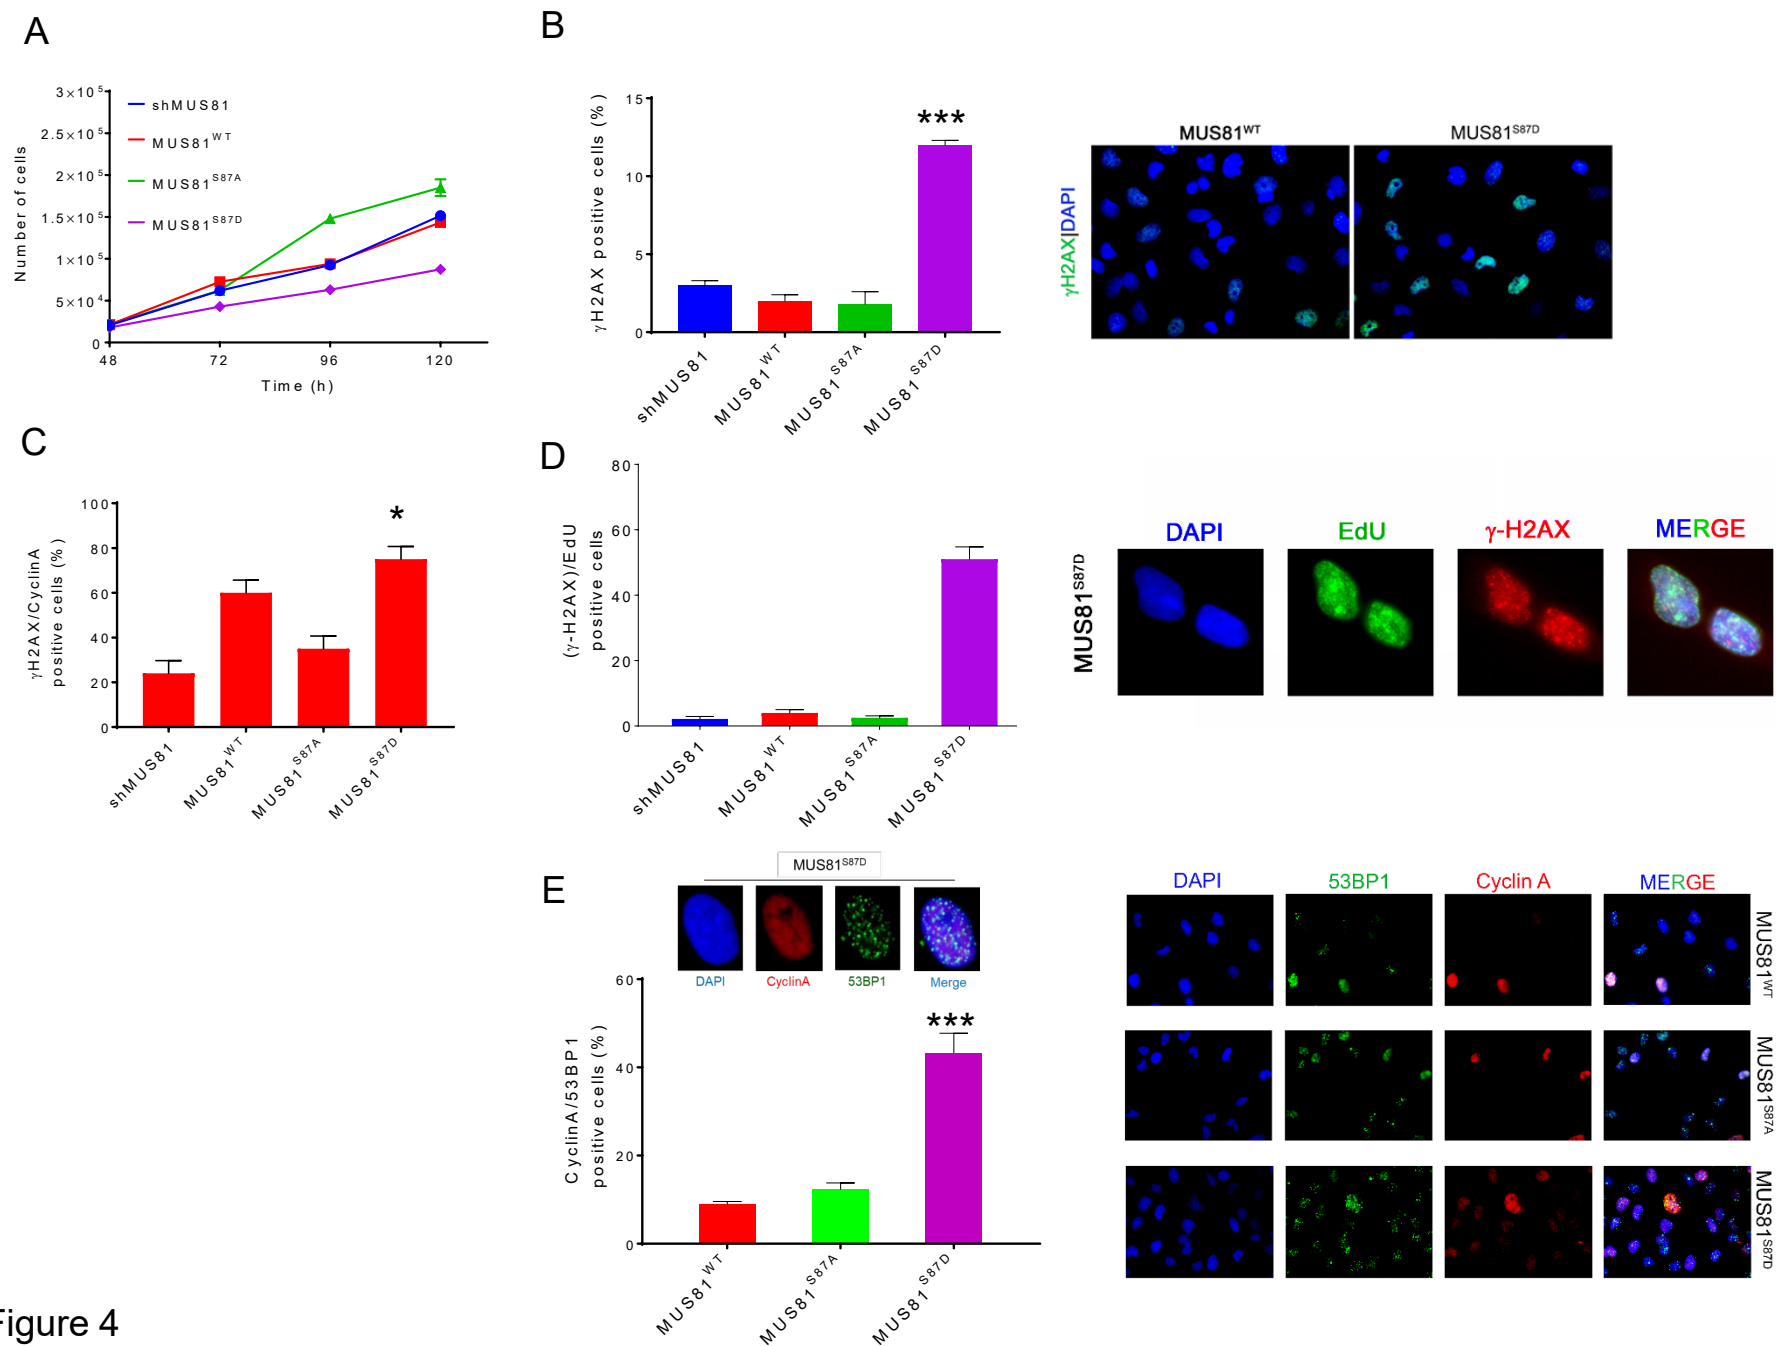 A
3×10⁵
2.5×10⁵
2×10⁵
1.5×10⁵
1×10⁵
5×10⁴
0
Number of cells
shMUS81
MUS81ᵂᵀ
MUS81ˢ⁸⁷ᴬ
MUS81ˢ⁸⁷ᴰ
48 72 96 120
Time (h)
B
γH2AX positive cells (%)
15
10
5
0
***
shMUS81
MUS81ᵂᵀ
MUS81ˢ⁸⁷ᴬ
MUS81ˢ⁸⁷ᴰ
MUS81ᵂᵀ
MUS81ˢ⁸⁷ᴰ
γH2AX|DAPI
C
γH2AX/CyclinA
positive cells (%)
100
80
60
40
20
0
*
shMUS81
MUS81ᵂᵀ
MUS81ˢ⁸⁷ᴬ
MUS81ˢ⁸⁷ᴰ
D
(γ-H2AX)/EdU
positive cells
80
60
40
20
0
shMUS81
MUS81ᵂᵀ
MUS81ˢ⁸⁷ᴬ
MUS81ˢ⁸⁷ᴰ
DAPI EdU γ-H2AX MERGE
MUS81ˢ⁸⁷ᴰ
E
MUS81ˢ⁸⁷ᴰ
DAPI CyclinA 53BP1 Merge
CyclinA/53BP1
positive cells (%)
60
40
20
0
***
MUS81ᵂᵀ
MUS81ˢ⁸⁷ᴬ
MUS81ˢ⁸⁷ᴰ
DAPI 53BP1 Cyclin A MERGE
MUS81ᵂᵀ
MUS81ˢ⁸⁷ᴬ
MUS81ˢ⁸⁷ᴰ
Figure 4